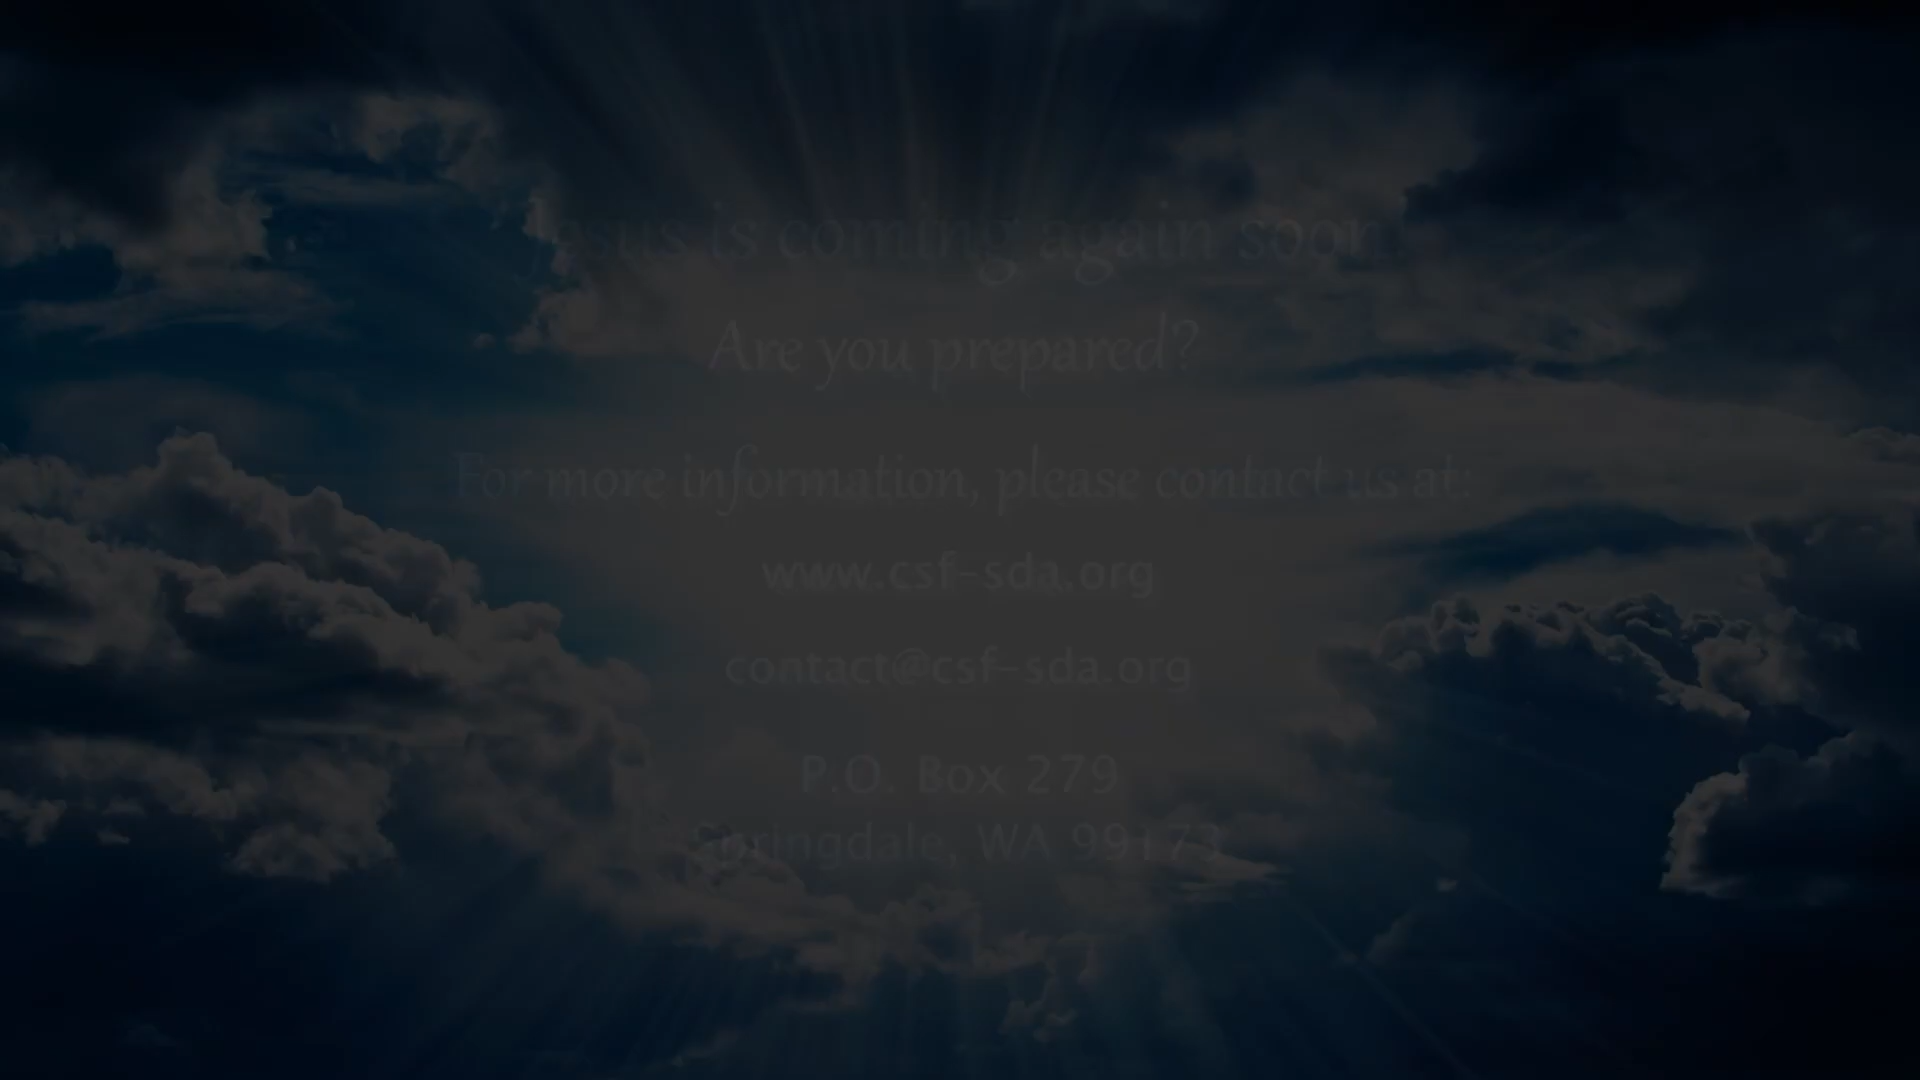 Jesus is coming again soon!
Are you prepared?
For more information, please contact us at:
www.csf-sda.org
contact@csf-sda.org
P.O. Box 279
Springdale, WA 99173